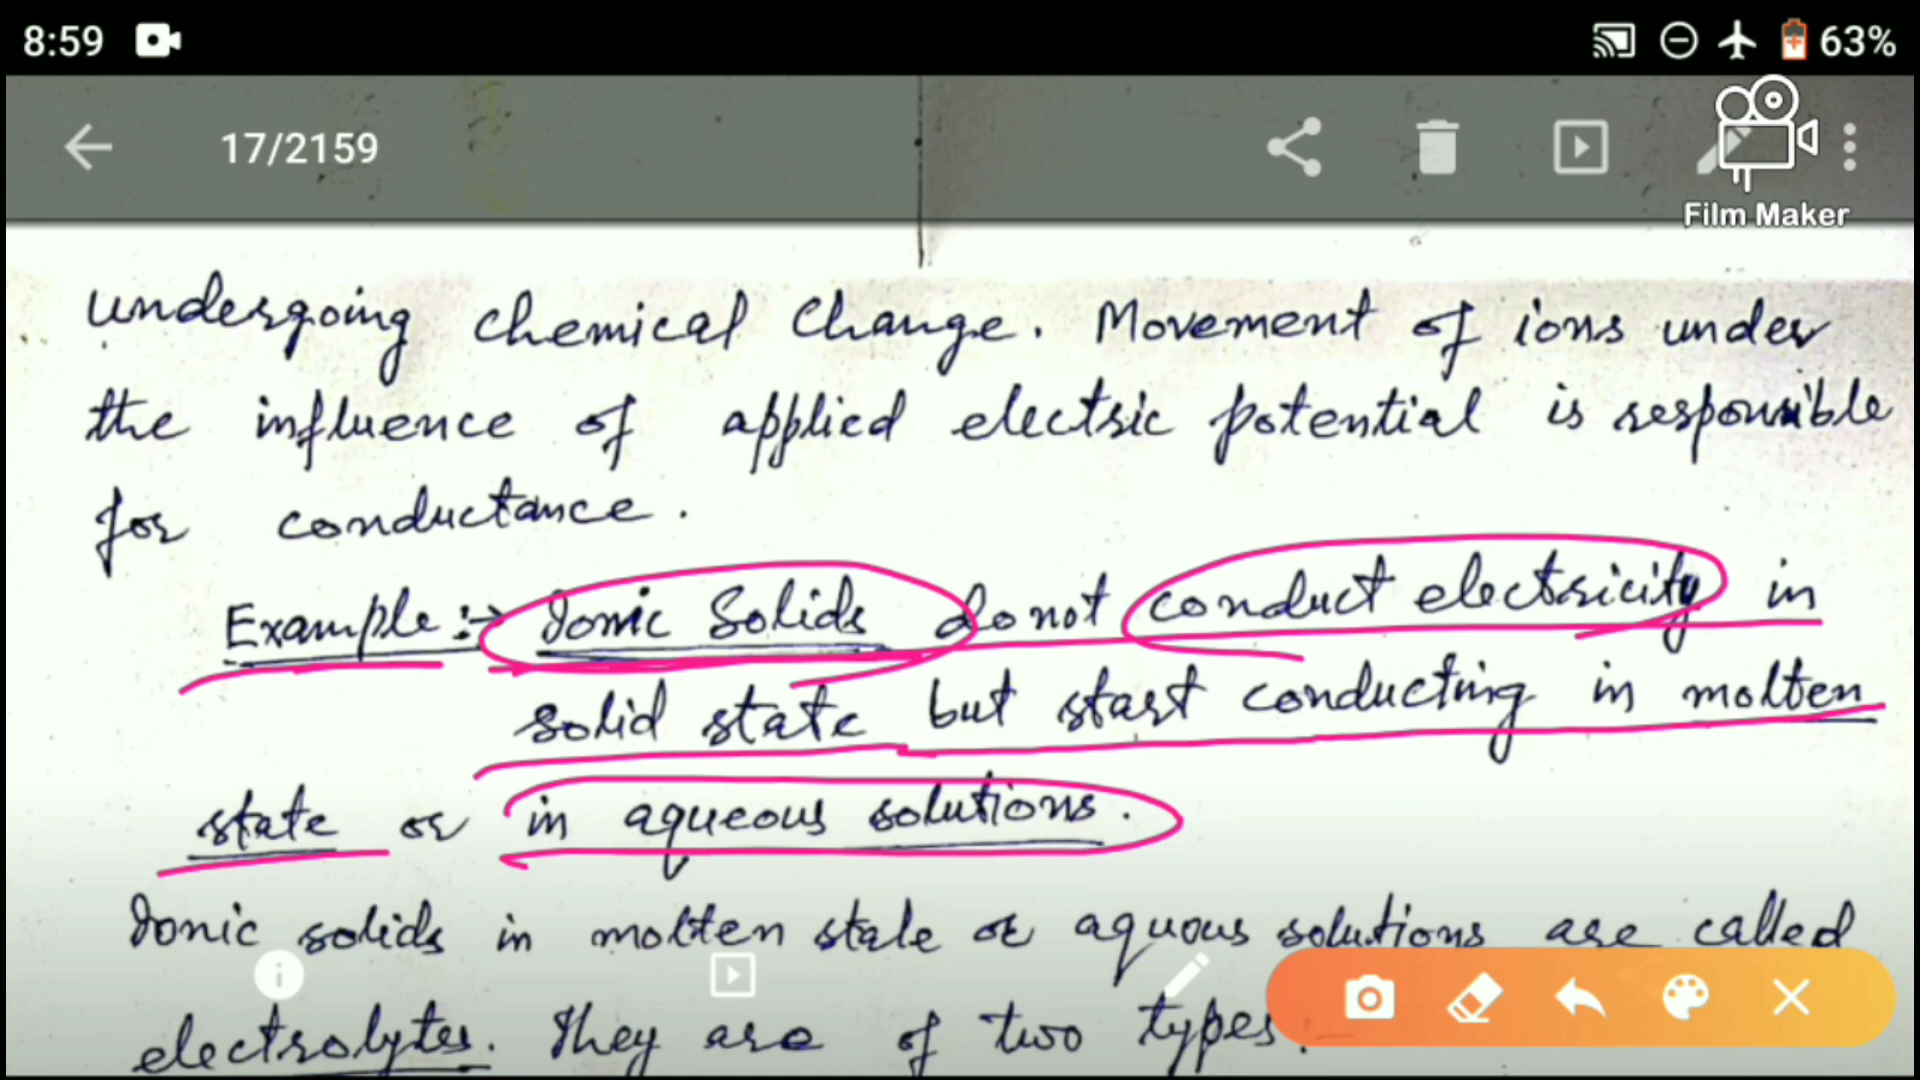 8:59 63%
17/2159
Film Maker
undergoing chemical change. Movement of ions under
the influence of applied electric potential is responsible
for conductance.
Example:- Ionic Solids do not conduct electricity in
solid state but start conducting in molten
state or in aqueous solutions.
Ionic solids in molten state or aquous solutions are called
electrolytes. They are of two types:-